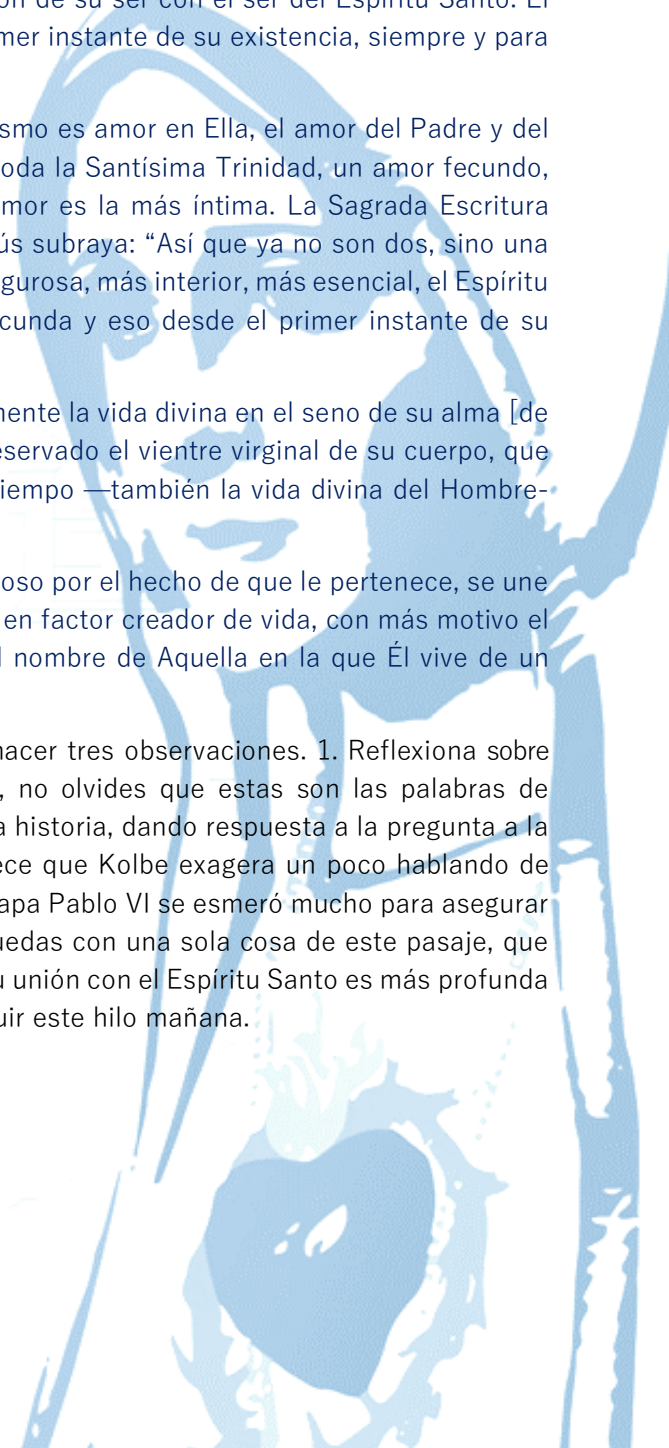 ón de su ser con el ser del Espíritu Santo. El
mer instante de su existencia, siempre y para
smo es amor en Ella, el amor del Padre y del
oda la Santísima Trinidad, un amor fecundo,
mor es la más íntima. La Sagrada Escritura
ús subraya: “Así que ya no son dos, sino una
gurosa, más interior, más esencial, el Espíritu
cunda y eso desde el primer instante de su
mente la vida divina en el seno de su alma [de
eservado el vientre virginal de su cuerpo, que
iempo —también la vida divina del Hombre-
oso por el hecho de que le pertenece, se une
en factor creador de vida, con más motivo el
l nombre de Aquella en la que Él vive de un
hacer tres observaciones. 1. Reflexiona sobre
, no olvides que estas son las palabras de
a historia, dando respuesta a la pregunta a la
ece que Kolbe exagera un poco hablando de
apa Pablo VI se esmeró mucho para asegurar
uedas con una sola cosa de este pasaje, que
u unión con el Espíritu Santo es más profunda
uir este hilo mañana.